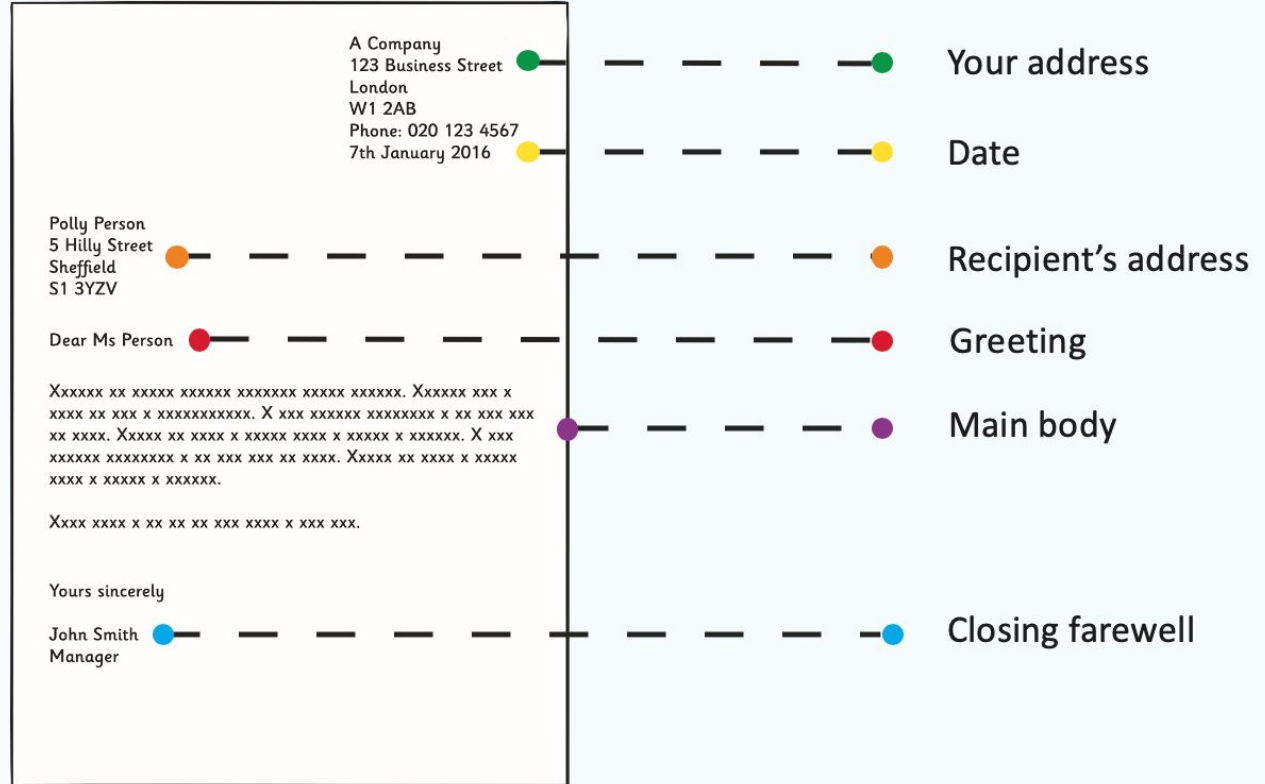 A Company
123 Business Street
London
W1 2AB
Phone: 020 123 4567
7th January 2016
Polly Person
5 Hilly Street
Sheffield
S1 3YZV
Dear Ms Person
Xxxxxx xx xxxxx xxxxxx xxxxxxx xxxxx xxxxxx. Xxxxxx xxx x
xxxx xx xxx x xxxxxxxxxxx. X xxx xxxxxx xxxxxxxx x xx xxx xxx
xx xxxx. Xxxxx xx xxxx x xxxxx xxxx x xxxxx x xxxxxx. X xxx
xxxxxx xxxxxxxx x xx xxx xxx xx xxxx. Xxxxx xx xxxx x xxxxx
xxxx x xxxxx x xxxxxx.
Xxxx xxxx x xx xx xx xxx xxxx x xxx xxx.
Yours sincerely
John Smith
Manager
Your address
Date
Recipient's address
Greeting
Main body
Closing farewell